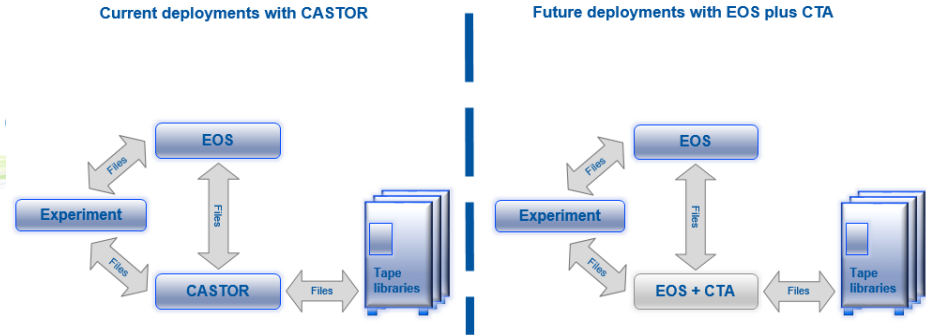 Current deployments with CASTOR
Future deployments with EOS plus CTA
EOS
Files
Experiment
Files
Files
CASTOR
Files
Tape
libraries
EOS
Files
Experiment
Files
Files
EOS + CTA
Files
Tape
libraries